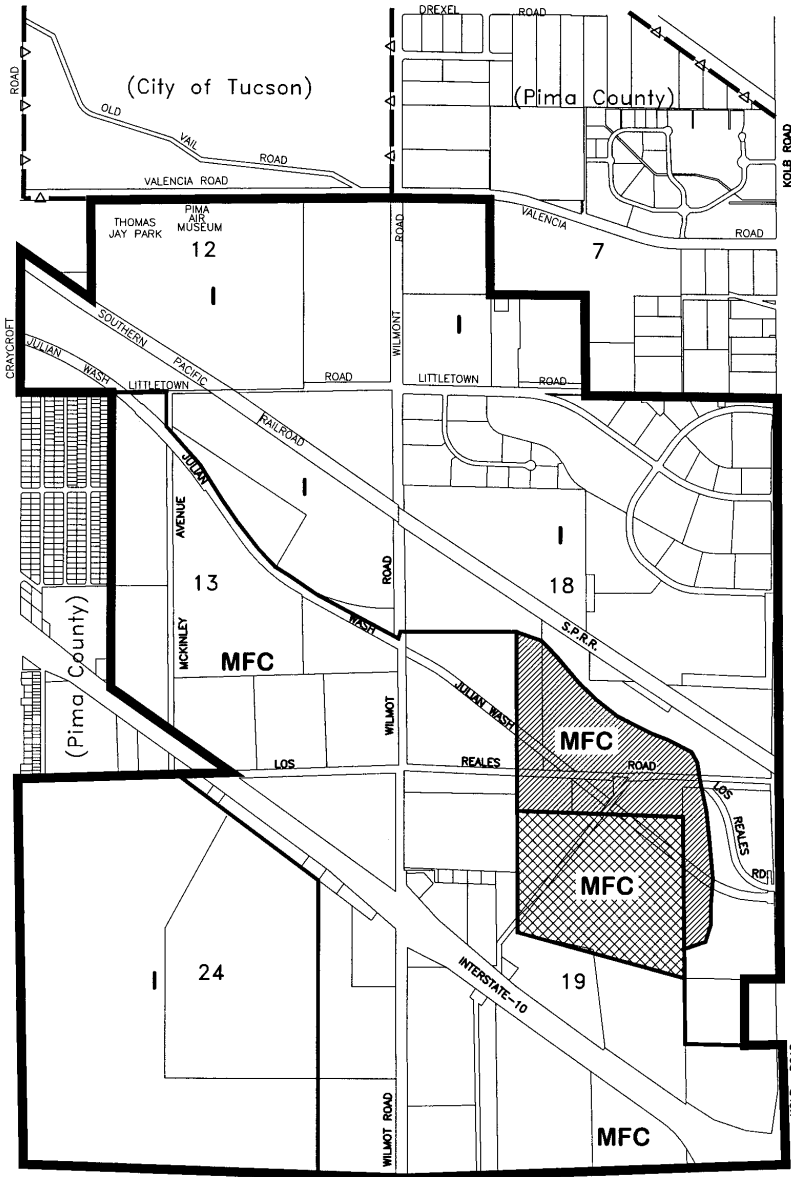 DREXEL ROAD
ROAD
(City of Tucson)
(Pima County)
OLD VAIL ROAD
KOLB ROAD
VALENCIA ROAD
THOMAS
JAY PARK
PIMA
AIR
MUSEUM
ROAD
VALENCIA ROAD
12
7
I
I
SOUTHERN PACIFIC RAILROAD
WILMONT
CRAYCROFT
JULIAN WASH
LITTLETOWN ROAD
LITTLETOWN ROAD
JULIAN
I
AVENUE
I
ROAD
13
18
MCKINLEY
WASH
S.P.R.R.
(Pima County)
MFC
JULIAN WASH
WILMOT
MFC
LOS REALES ROAD
LOS REALES RD
MFC
24
I
INTERSTATE-10
19
WILMOT ROAD
MFC